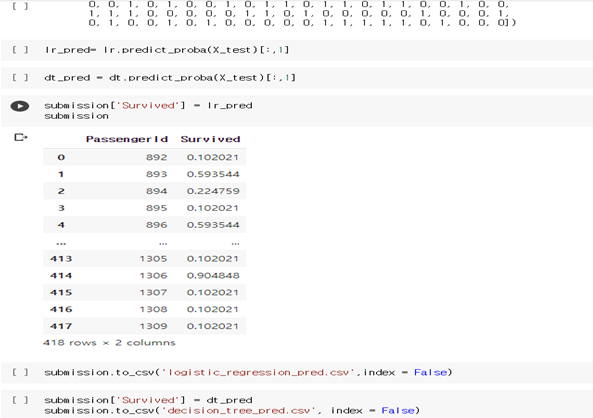 0, 0, 1, 0, 1, 0, 0, 1, 0, 1, 0, 1, 0, 1, 0, 1, 1, 0, 0, 1, 0, 0,
1, 1, 1, 0, 0, 0, 0, 0, 0, 0, 0, 0, 0, 0, 0, 0, 1, 0, 0, 0, 1,
0, 1, 0, 0, 1, 0, 1, 0, 0, 0, 0, 0, 1, 1, 1, 1, 1, 0, 1, 0, 0, 0])
[ ] lr_pred= lr.predict_proba(X_test)[:,1]
[ ] dt_pred = dt.predict_proba(X_test)[:,1]
submission['Survived'] = lr_pred
submission
PassengerId Survived
0 892 0.102021
1 893 0.593544
2 894 0.224759
3 895 0.102021
4 896 0.593544
... ... ...
413 1305 0.102021
414 1306 0.904848
415 1307 0.102021
416 1308 0.102021
417 1309 0.102021
418 rows × 2 columns
[ ] submission.to_csv('logistic_regression_pred.csv',index = False)
[ ] submission['Survived'] = dt_pred
submission.to_csv('decision_tree_pred.csv', index = False)